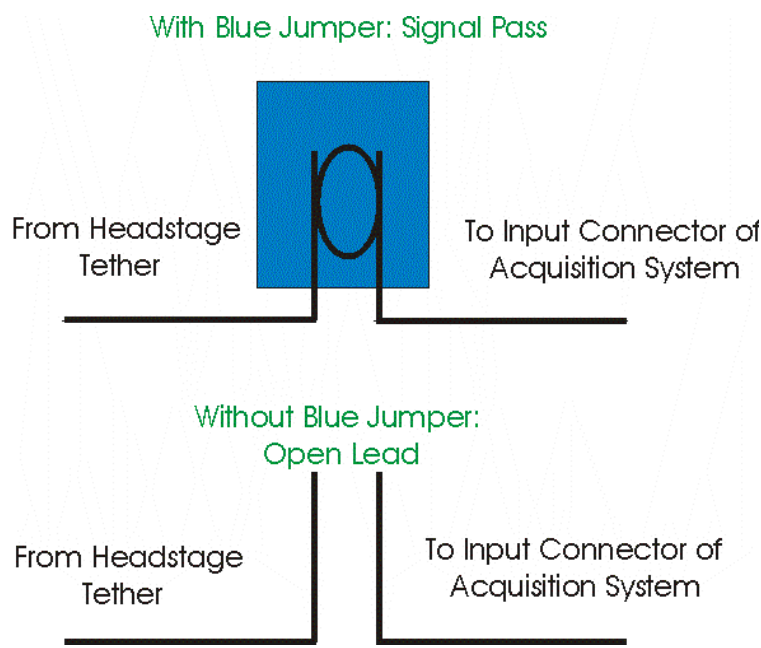 With Blue Jumper: Signal Pass
From Headstage
Tether
To Input Connector of
Acquisition System
Without Blue Jumper:
Open Lead
From Headstage
Tether
To Input Connector of
Acquisition System